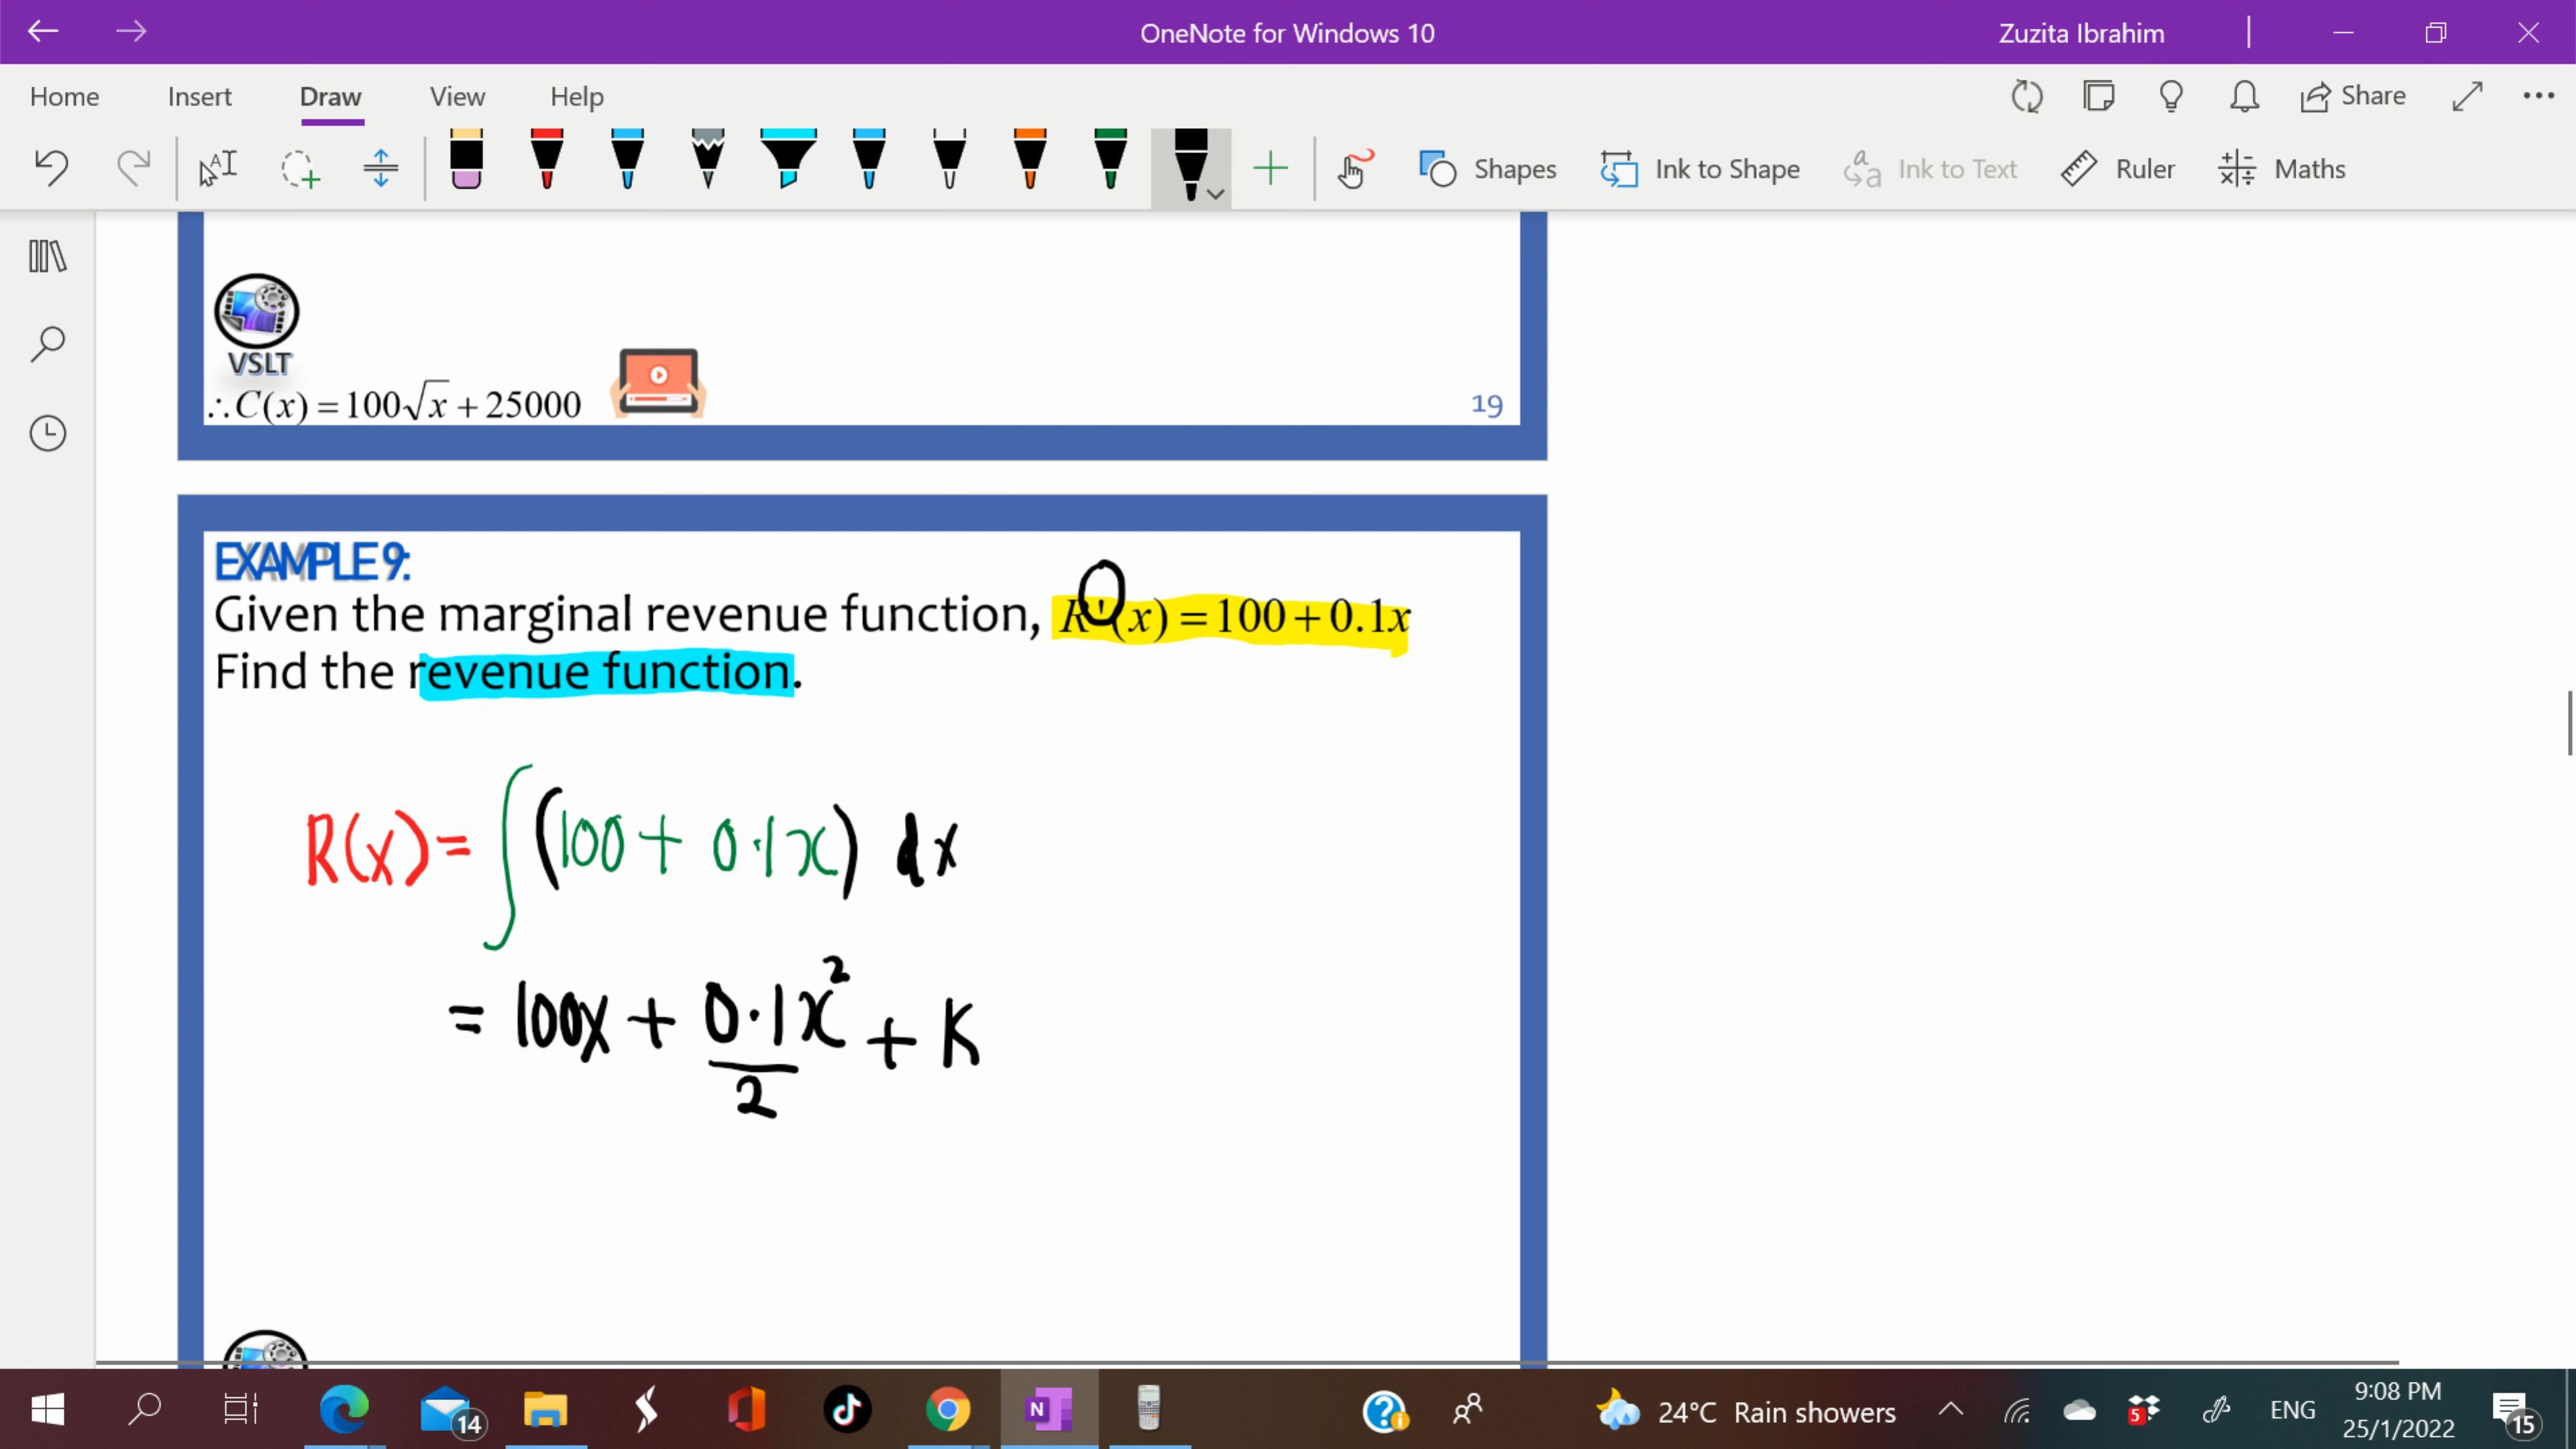 OneNote for Windows 10
Zuzita Ibrahim
Home Insert Draw View Help Share
Shapes Ink to Shape Ink to Text Ruler Maths
VSLT
∴C(x) = 100√x + 25000
19
EXAMPLE 9:
Given the marginal revenue function, R'(x) = 100 + 0.1x
Find the revenue function.
R(x) = ∫(100 + 0.1x) dx
= 100x + 0.1x²/2 + K
14
24°C Rain showers
5
ENG
9:08 PM
25/1/2022
15